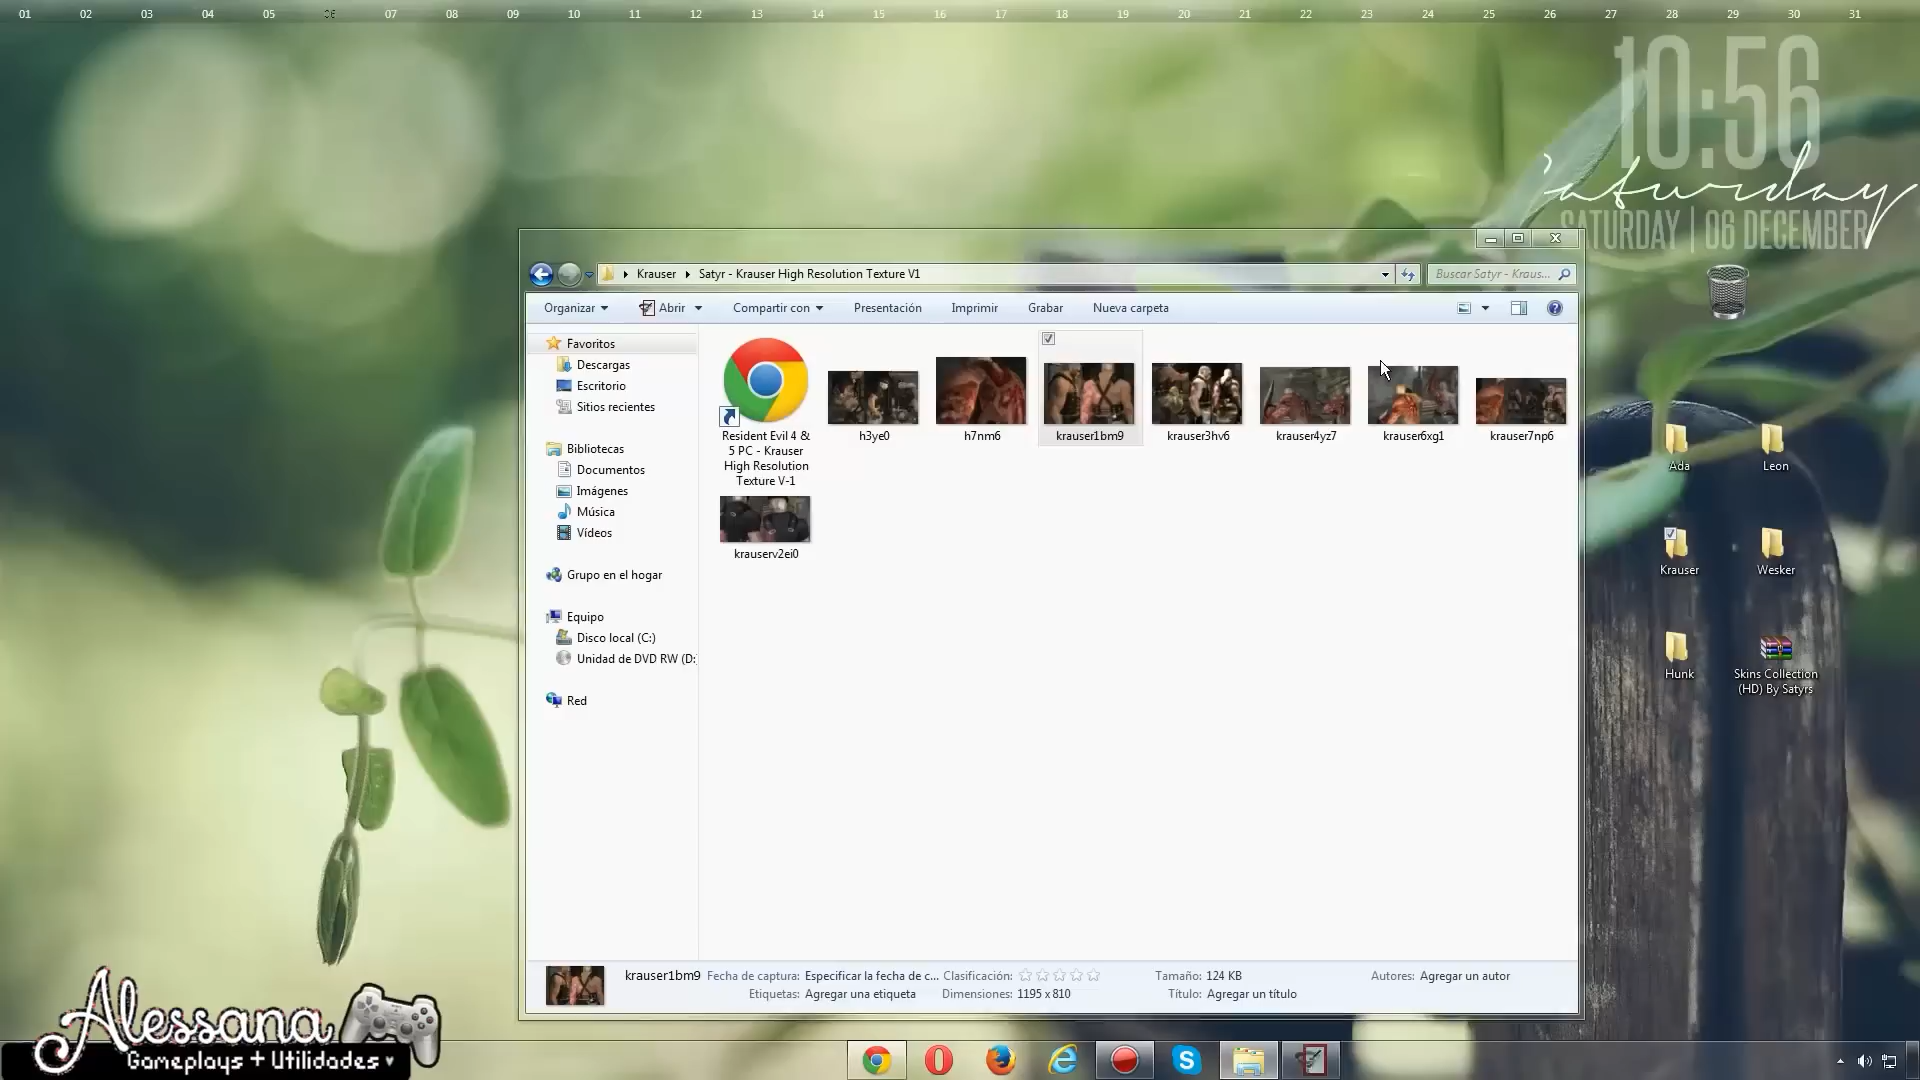 01 02 03 04 05 06 07 08 09 10 11 12 13 14 15 16 17 18 19 20 21 22 23 24 25 26 27 28 29 30 31
10:56
Saturday
SATURDAY | 06 DECEMBER
Krauser
Satyr - Krauser High Resolution Texture V1
Buscar Satyr - Kraus...
Organizar
Abrir
Compartir con
Presentación
Imprimir
Grabar
Nueva carpeta
Favoritos
Descargas
Escritorio
Sitios recientes
Bibliotecas
Documentos
Imágenes
Música
Vídeos
Grupo en el hogar
Equipo
Disco local (C:)
Unidad de DVD RW (D:
Red
Resident Evil 4 &
5 PC - Krauser
High Resolution
Texture V-1
h3ye0
h7nm6
krauser1bm9
krauser3hv6
krauser4yz7
krauser6xg1
krauser7np6
krauserv2ei0
Ada
Leon
Krauser
Wesker
Hunk
Skins Collection
(HD) By Satyrs
krauser1bm9
Fecha de captura: Especificar la fecha de c...
Clasificación:
Tamaño: 124 KB
Autores: Agregar un autor
Etiquetas: Agregar una etiqueta
Dimensiones: 1195 x 810
Título: Agregar un título
Alessana
Gameplays + Utilidades